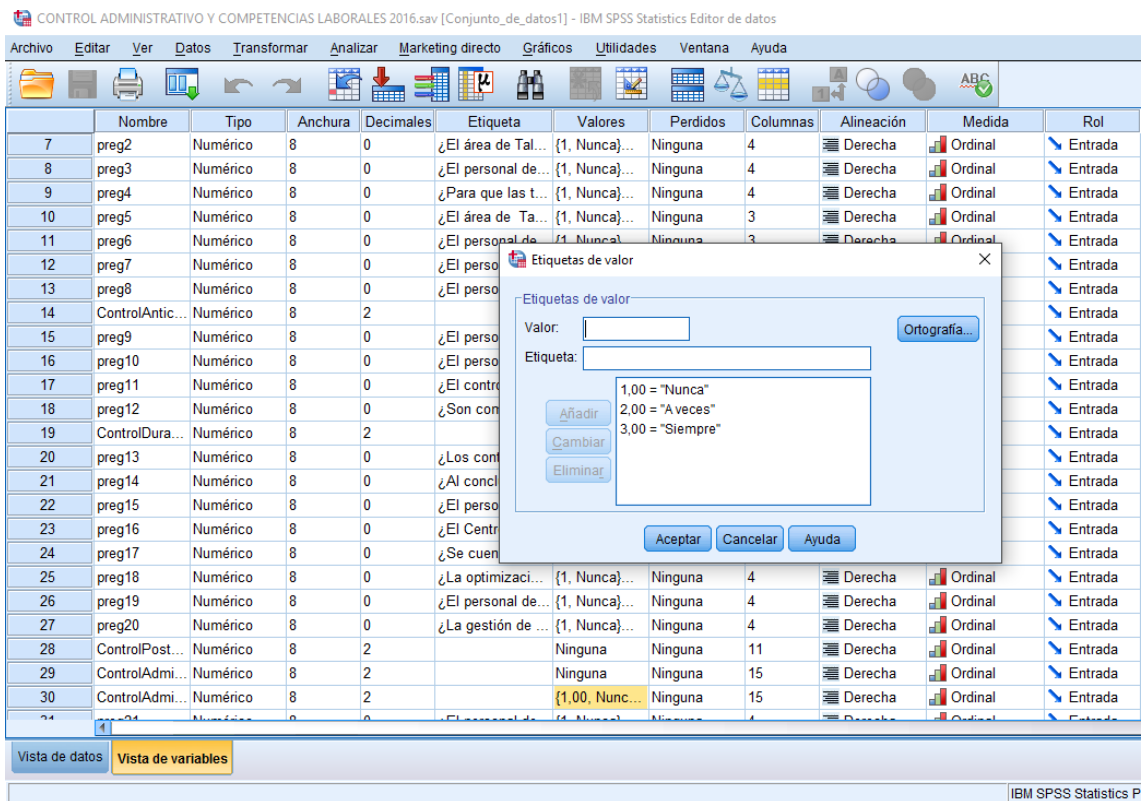 CONTROL ADMINISTRATIVO Y COMPETENCIAS LABORALES 2016.sav [Conjunto_de_datos1] - IBM SPSS Statistics Editor de datos
Archivo Editar Ver Datos Transformar Analizar Marketing directo Gráficos Utilidades Ventana Ayuda
Nombre Tipo Anchura Decimales Etiqueta Valores Perdidos Columnas Alineación Medida Rol
7 preg2 Numérico 8 0 ¿El área de Tal... {1, Nunca}... Ninguna 4 Derecha Ordinal Entrada
8 preg3 Numérico 8 0 ¿El personal de... {1, Nunca}... Ninguna 4 Derecha Ordinal Entrada
9 preg4 Numérico 8 0 ¿Para que las t... {1, Nunca}... Ninguna 4 Derecha Ordinal Entrada
10 preg5 Numérico 8 0 ¿El área de Ta... {1, Nunca}... Ninguna 3 Derecha Ordinal Entrada
11 preg6 Numérico 8 0 ¿El personal de... {1, Nunca}... Ninguna 3 Derecha Ordinal Entrada
12 preg7 Numérico 8 0 ¿El perso Entrada
13 preg8 Numérico 8 0 ¿El perso Entrada
14 ControlAntic... Numérico 8 2 Entrada
15 preg9 Numérico 8 0 ¿El perso Entrada
16 preg10 Numérico 8 0 ¿El perso Entrada
17 preg11 Numérico 8 0 ¿El contro Entrada
18 preg12 Numérico 8 0 ¿Son com Entrada
19 ControlDura... Numérico 8 2 Entrada
20 preg13 Numérico 8 0 ¿Los cont Entrada
21 preg14 Numérico 8 0 ¿Al concl Entrada
22 preg15 Numérico 8 0 ¿El perso Entrada
23 preg16 Numérico 8 0 ¿El Centr Entrada
24 preg17 Numérico 8 0 ¿Se cuen Entrada
25 preg18 Numérico 8 0 ¿La optimizaci... {1, Nunca}... Ninguna 4 Derecha Ordinal Entrada
26 preg19 Numérico 8 0 ¿El personal de... {1, Nunca}... Ninguna 4 Derecha Ordinal Entrada
27 preg20 Numérico 8 0 ¿La gestión de ... {1, Nunca}... Ninguna 4 Derecha Ordinal Entrada
28 ControlPost... Numérico 8 2 Ninguna Ninguna 11 Derecha Ordinal Entrada
29 ControlAdmi... Numérico 8 2 Ninguna Ninguna 15 Derecha Ordinal Entrada
30 ControlAdmi... Numérico 8 2 {1,00, Nunc... Ninguna 15 Derecha Ordinal Entrada
Etiquetas de valor
Etiquetas de valor
Valor:
Ortografía...
Etiqueta:
1,00 = "Nunca"
2,00 = "A veces"
3,00 = "Siempre"
Añadir
Cambiar
Eliminar
Aceptar Cancelar Ayuda
Vista de datos Vista de variables
IBM SPSS Statistics P